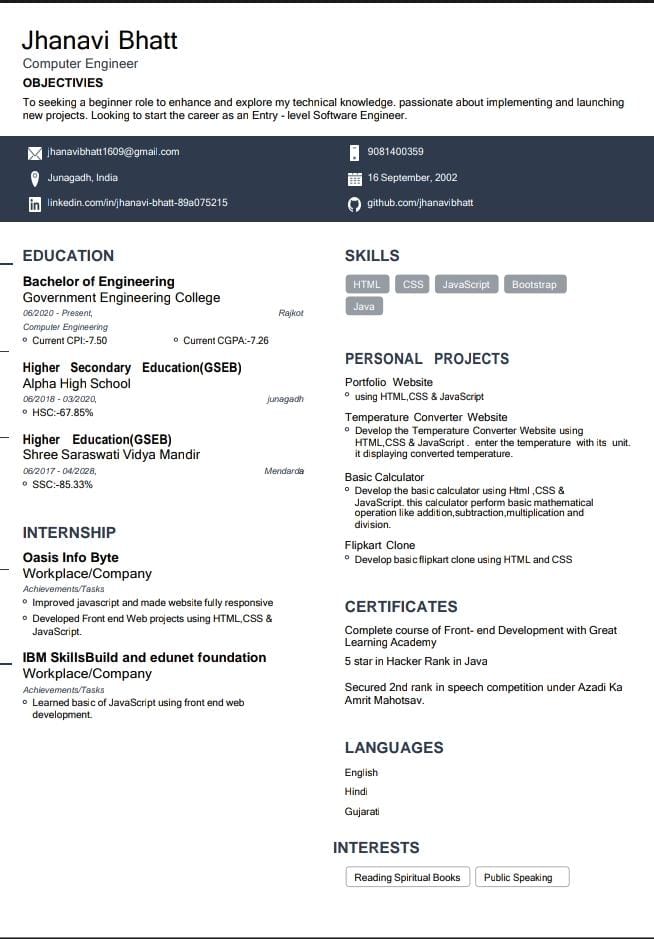 Jhanavi Bhatt
Computer Engineer
OBJECTIVIES
To seeking a beginner role to enhance and explore my technical knowledge. passionate about implementing and launching
new projects. Looking to start the career as an Entry - level Software Engineer.
jhanavibhatt1609@gmail.com
9081400359
Junagadh, India
16 September, 2002
linkedin.com/in/jhanavi-bhatt-89a075215
github.com/jhanavibhatt
EDUCATION
Bachelor of Engineering
Government Engineering College
06/2020 - Present, Rajkot
Computer Engineering
Current CPI:-7.50 Current CGPA:-7.26
Higher Secondary Education(GSEB)
Alpha High School
06/2018 - 03/2020, junagadh
HSC:-67.85%
Higher Education(GSEB)
Shree Saraswati Vidya Mandir
06/2017 - 04/2028, Mendarda
SSC:-85.33%
INTERNSHIP
Oasis Info Byte
Workplace/Company
Achievements/Tasks
Improved javascript and made website fully responsive
Developed Front end Web projects using HTML,CSS &
JavaScript.
IBM SkillsBuild and edunet foundation
Workplace/Company
Achievements/Tasks
Learned basic of JavaScript using front end web
development.
SKILLS
HTML CSS JavaScript Bootstrap
Java
PERSONAL PROJECTS
Portfolio Website
using HTML,CSS & JavaScript
Temperature Converter Website
Develop the Temperature Converter Website using
HTML,CSS & JavaScript . enter the temperature with its unit.
it displaying converted temperature.
Basic Calculator
Develop the basic calculator using Html ,CSS &
JavaScript. this calculator perform basic mathematical
operation like addition,subtraction,multiplication and
division.
Flipkart Clone
Develop basic flipkart clone using HTML and CSS
CERTIFICATES
Complete course of Front- end Development with Great
Learning Academy
5 star in Hacker Rank in Java
Secured 2nd rank in speech competition under Azadi Ka
Amrit Mahotsav.
LANGUAGES
English
Hindi
Gujarati
INTERESTS
Reading Spiritual Books Public Speaking